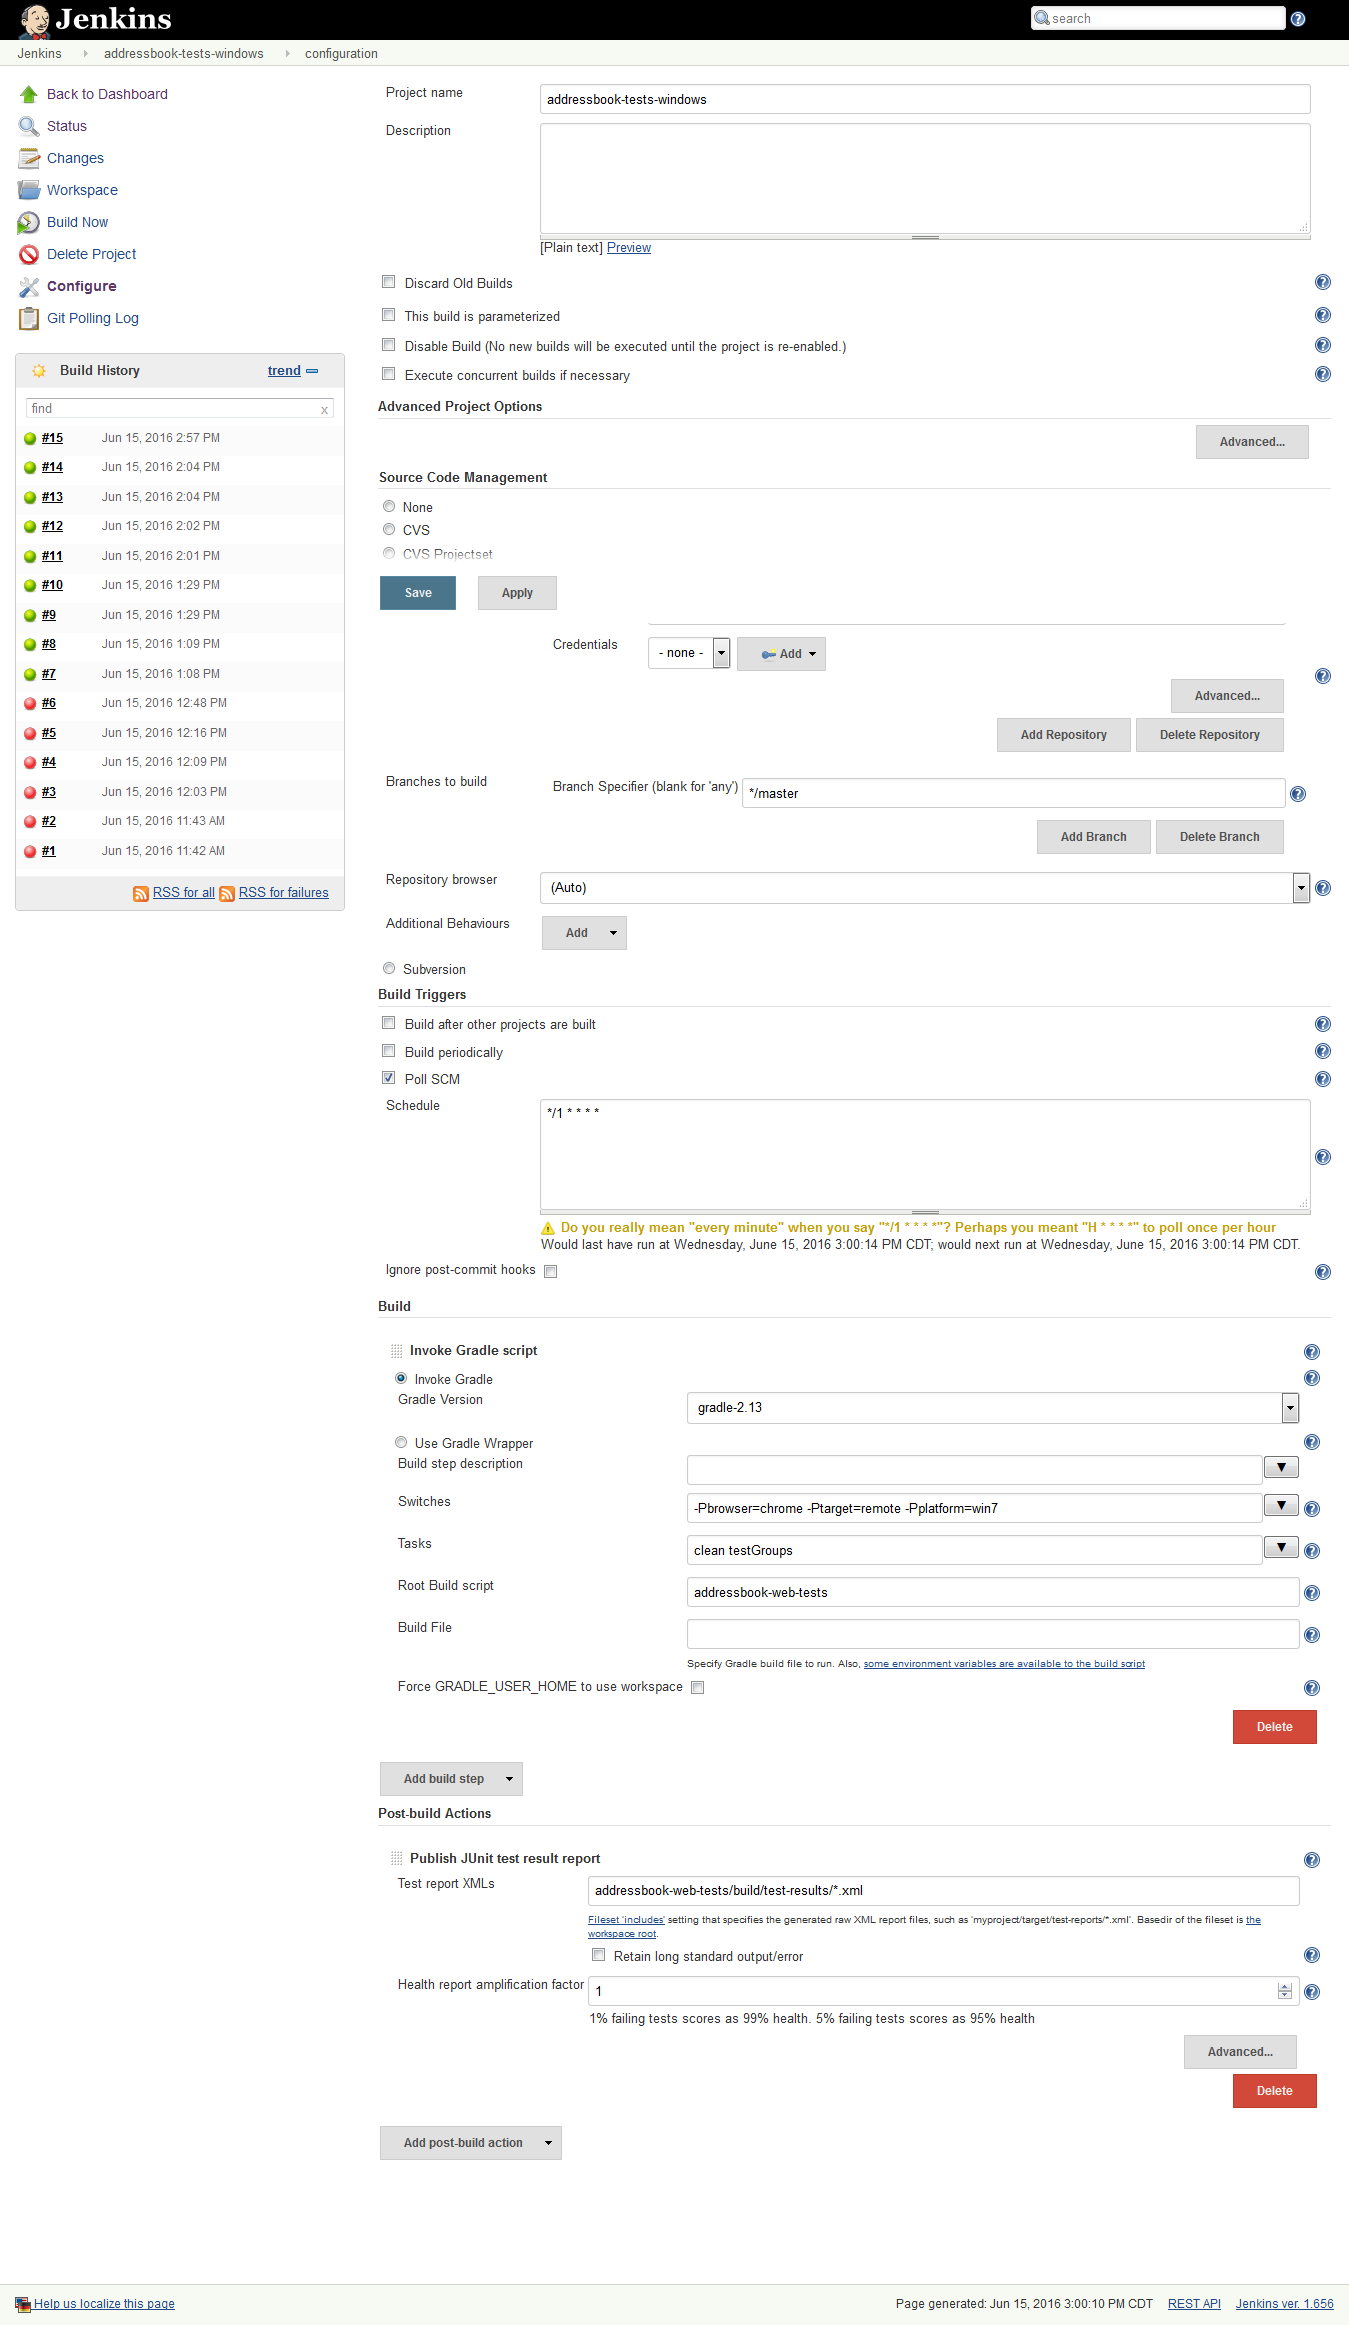 Jenkins
search
Jenkins
addressbook-tests-windows
configuration
Back to Dashboard
Status
Changes
Workspace
Build Now
Delete Project
Configure
Git Polling Log
Build History
trend
find
x
#15 Jun 15, 2016 2:57 PM
#14 Jun 15, 2016 2:04 PM
#13 Jun 15, 2016 2:04 PM
#12 Jun 15, 2016 2:02 PM
#11 Jun 15, 2016 2:01 PM
#10 Jun 15, 2016 1:29 PM
#9 Jun 15, 2016 1:29 PM
#8 Jun 15, 2016 1:09 PM
#7 Jun 15, 2016 1:08 PM
#6 Jun 15, 2016 12:48 PM
#5 Jun 15, 2016 12:16 PM
#4 Jun 15, 2016 12:09 PM
#3 Jun 15, 2016 12:03 PM
#2 Jun 15, 2016 11:43 AM
#1 Jun 15, 2016 11:42 AM
RSS for all RSS for failures
Project name
addressbook-tests-windows
Description
[Plain text] Preview
Discard Old Builds
This build is parameterized
Disable Build (No new builds will be executed until the project is re-enabled.)
Execute concurrent builds if necessary
Advanced Project Options
Advanced...
Source Code Management
None
CVS
CVS Projectset
Save Apply
Credentials
- none -
Add
Advanced...
Add Repository Delete Repository
Branches to build
Branch Specifier (blank for 'any')
*/master
Add Branch Delete Branch
Repository browser
(Auto)
Additional Behaviours
Add
Subversion
Build Triggers
Build after other projects are built
Build periodically
Poll SCM
Schedule
*/1 * * * *
Do you really mean "every minute" when you say "*/1 * * * *"? Perhaps you meant "H * * * *" to poll once per hour
Would last have run at Wednesday, June 15, 2016 3:00:14 PM CDT; would next run at Wednesday, June 15, 2016 3:00:14 PM CDT.
Ignore post-commit hooks
Build
Invoke Gradle script
Invoke Gradle
Gradle Version
gradle-2.13
Use Gradle Wrapper
Build step description
Switches
-Pbrowser=chrome -Ptarget=remote -Pplatform=win7
Tasks
clean testGroups
Root Build script
addressbook-web-tests
Build File
Specify Gradle build file to run. Also, some environment variables are available to the build script
Force GRADLE_USER_HOME to use workspace
Delete
Add build step
Post-build Actions
Publish JUnit test result report
Test report XMLs
addressbook-web-tests/build/test-results/*.xml
Fileset 'includes' setting that specifies the generated raw XML report files, such as 'myproject/target/test-reports/*.xml'. Basedir of the fileset is the
workspace root.
Retain long standard output/error
Health report amplification factor
1
1% failing tests scores as 99% health. 5% failing tests scores as 95% health
Advanced...
Delete
Add post-build action
Help us localize this page
Page generated: Jun 15, 2016 3:00:10 PM CDT
REST API
Jenkins ver. 1.656